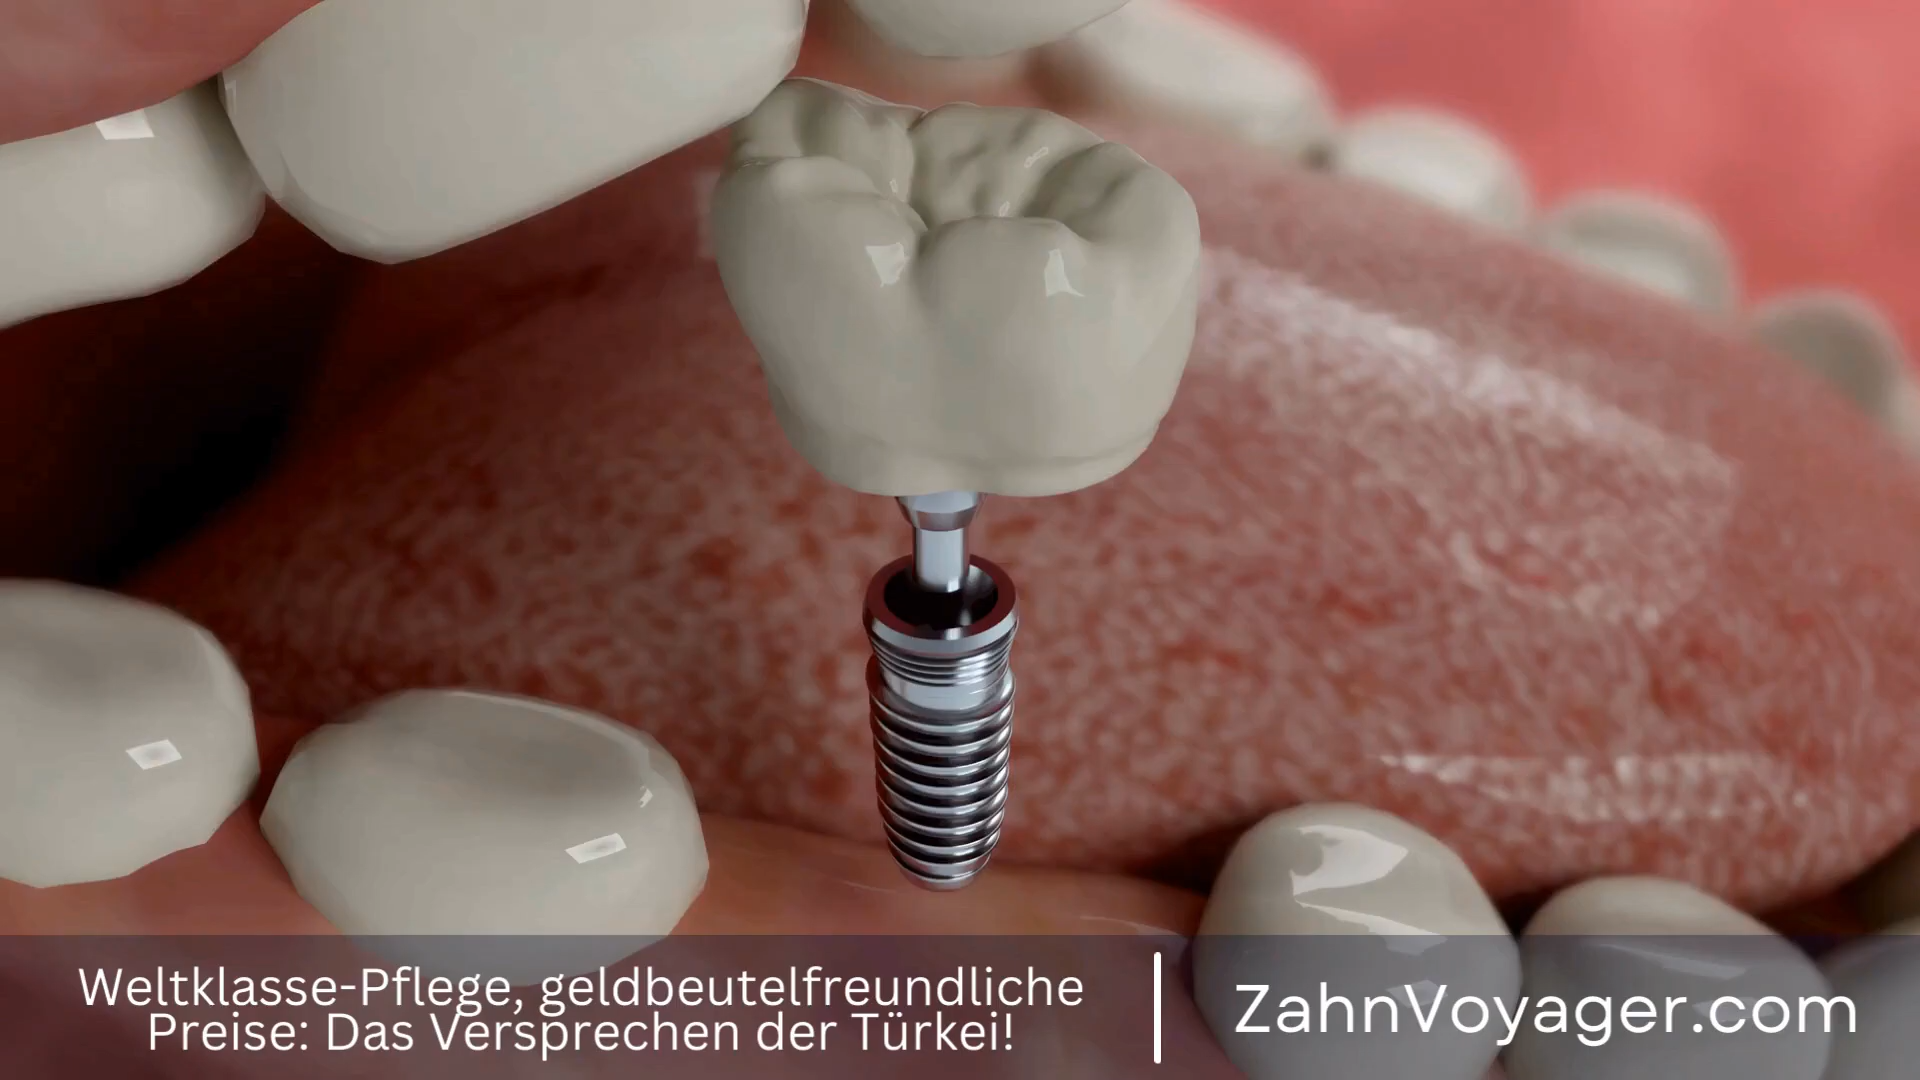 Weltklasse-Pflege, geldbeutelfreundliche
Preise: Das Versprechen der Türkei!
ZahnVoyager.com